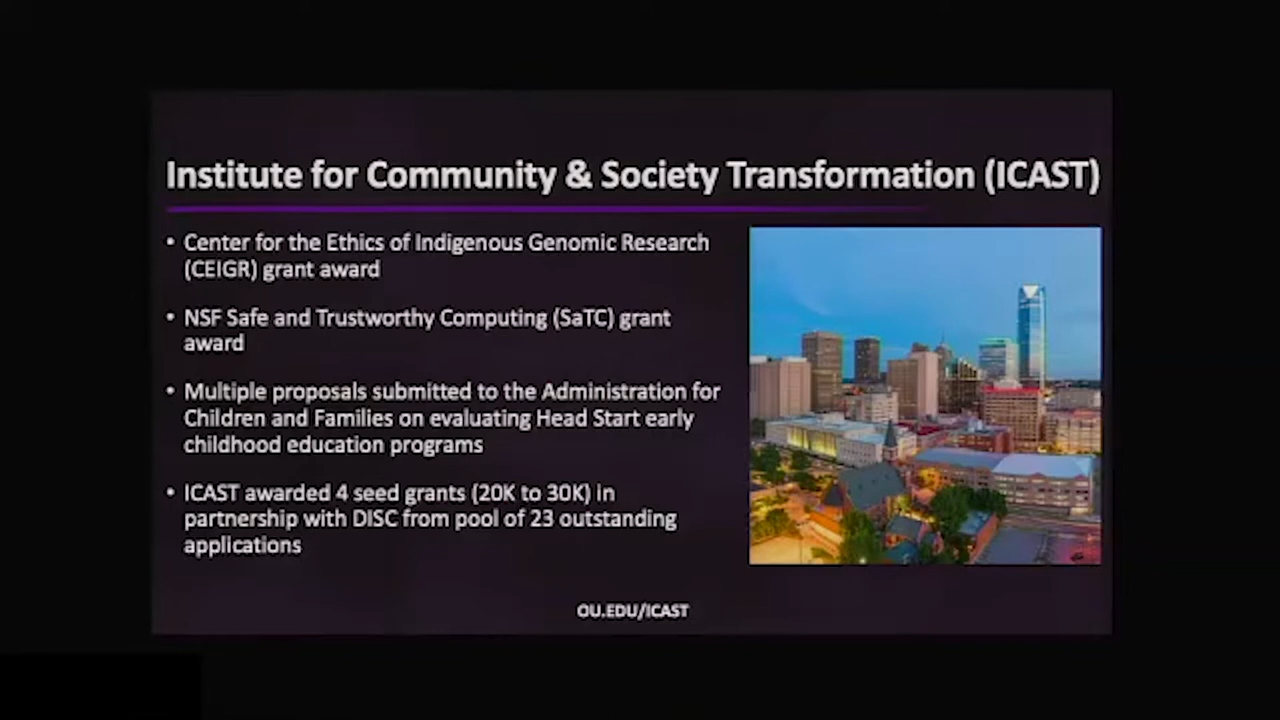 Institute for Community & Society Transformation (ICAST)
• Center for the Ethics of Indigenous Genomic Research
(CEIGR) grant award
• NSF Safe and Trustworthy Computing (SaTC) grant
award
• Multiple proposals submitted to the Administration for
Children and Families on evaluating Head Start early
childhood education programs
• ICAST awarded 4 seed grants (20K to 30K) in
partnership with DISC from pool of 23 outstanding
applications
OU.EDU/ICAST